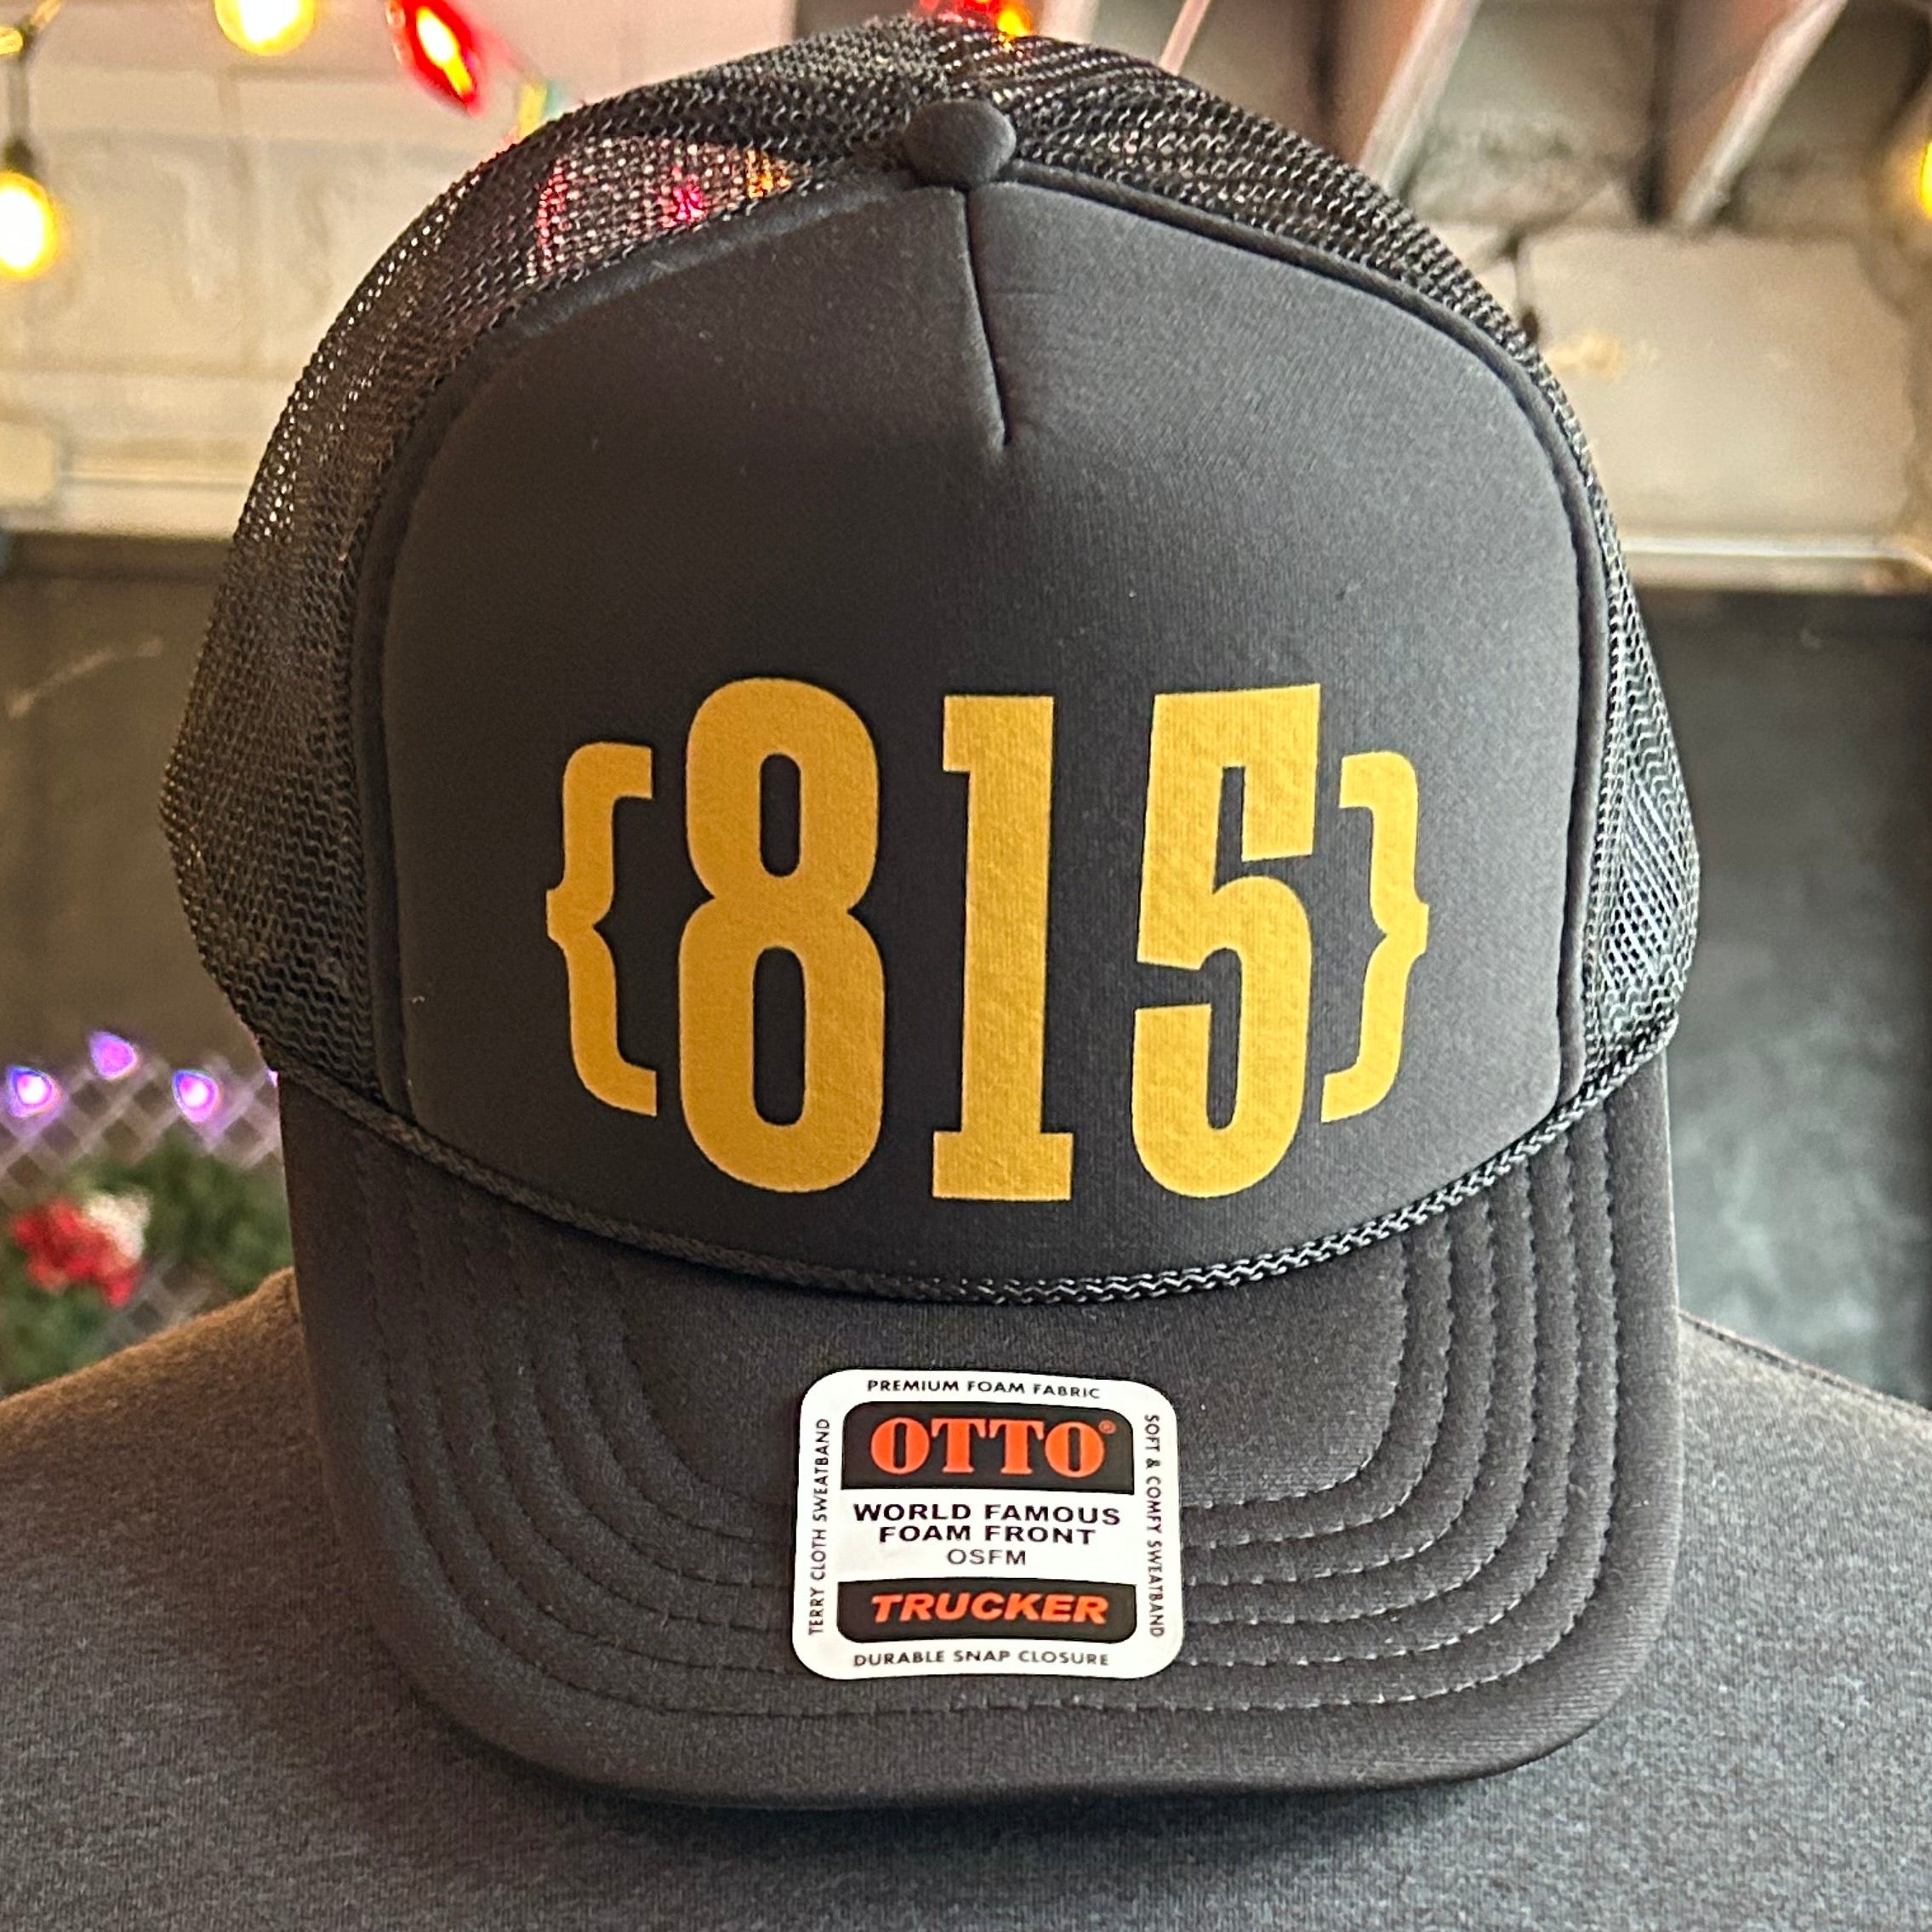 {815}
PREMIUM FOAM FABRIC
OTTO®
WORLD FAMOUS
FOAM FRONT
OSFM
TRUCKER
DURABLE SNAP CLOSURE
TERRY CLOTH SWEATBAND
SOFT & COMFY SWEATBAND